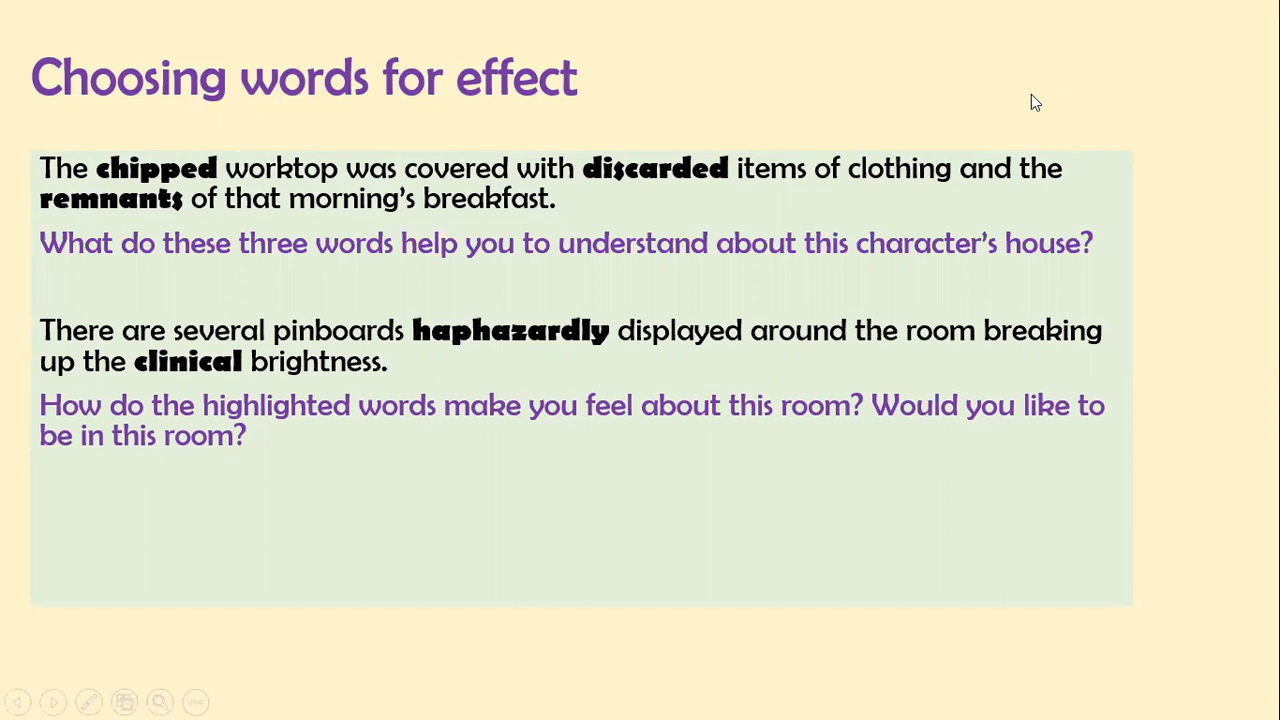 Choosing words for effect
The chipped worktop was covered with discarded items of clothing and the
remnants of that morning’s breakfast.
What do these three words help you to understand about this character’s house?
There are several pinboards haphazardly displayed around the room breaking
up the clinical brightness.
How do the highlighted words make you feel about this room? Would you like to
be in this room?